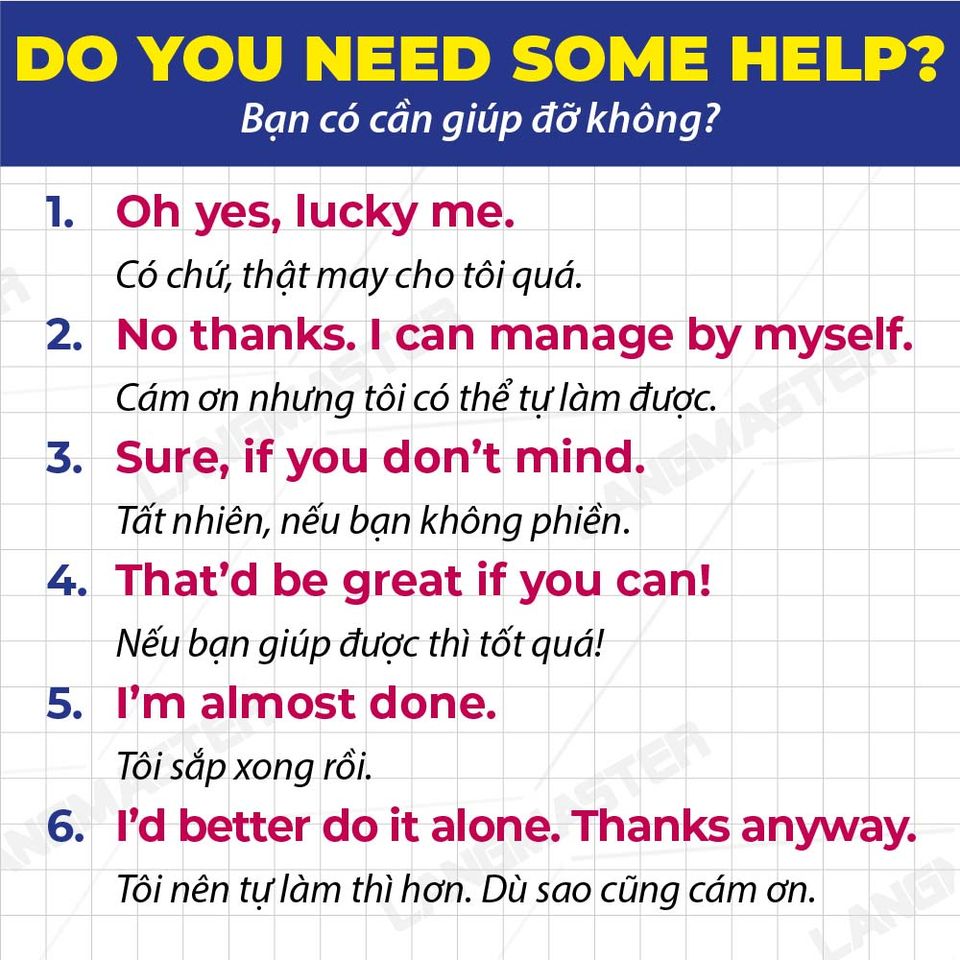 DO YOU NEED SOME HELP?
Bạn có cần giúp đỡ không?
1. Oh yes, lucky me.
Có chứ, thật may cho tôi quá.
2. No thanks. I can manage by myself.
Cám ơn nhưng tôi có thể tự làm được.
3. Sure, if you don’t mind.
Tất nhiên, nếu bạn không phiền.
4. That’d be great if you can!
Nếu bạn giúp được thì tốt quá!
5. I’m almost done.
Tôi sắp xong rồi.
6. I’d better do it alone. Thanks anyway.
Tôi nên tự làm thì hơn. Dù sao cũng cám ơn.
LANGMASTER
LANGMASTER
LANGMASTER
LANGMASTER